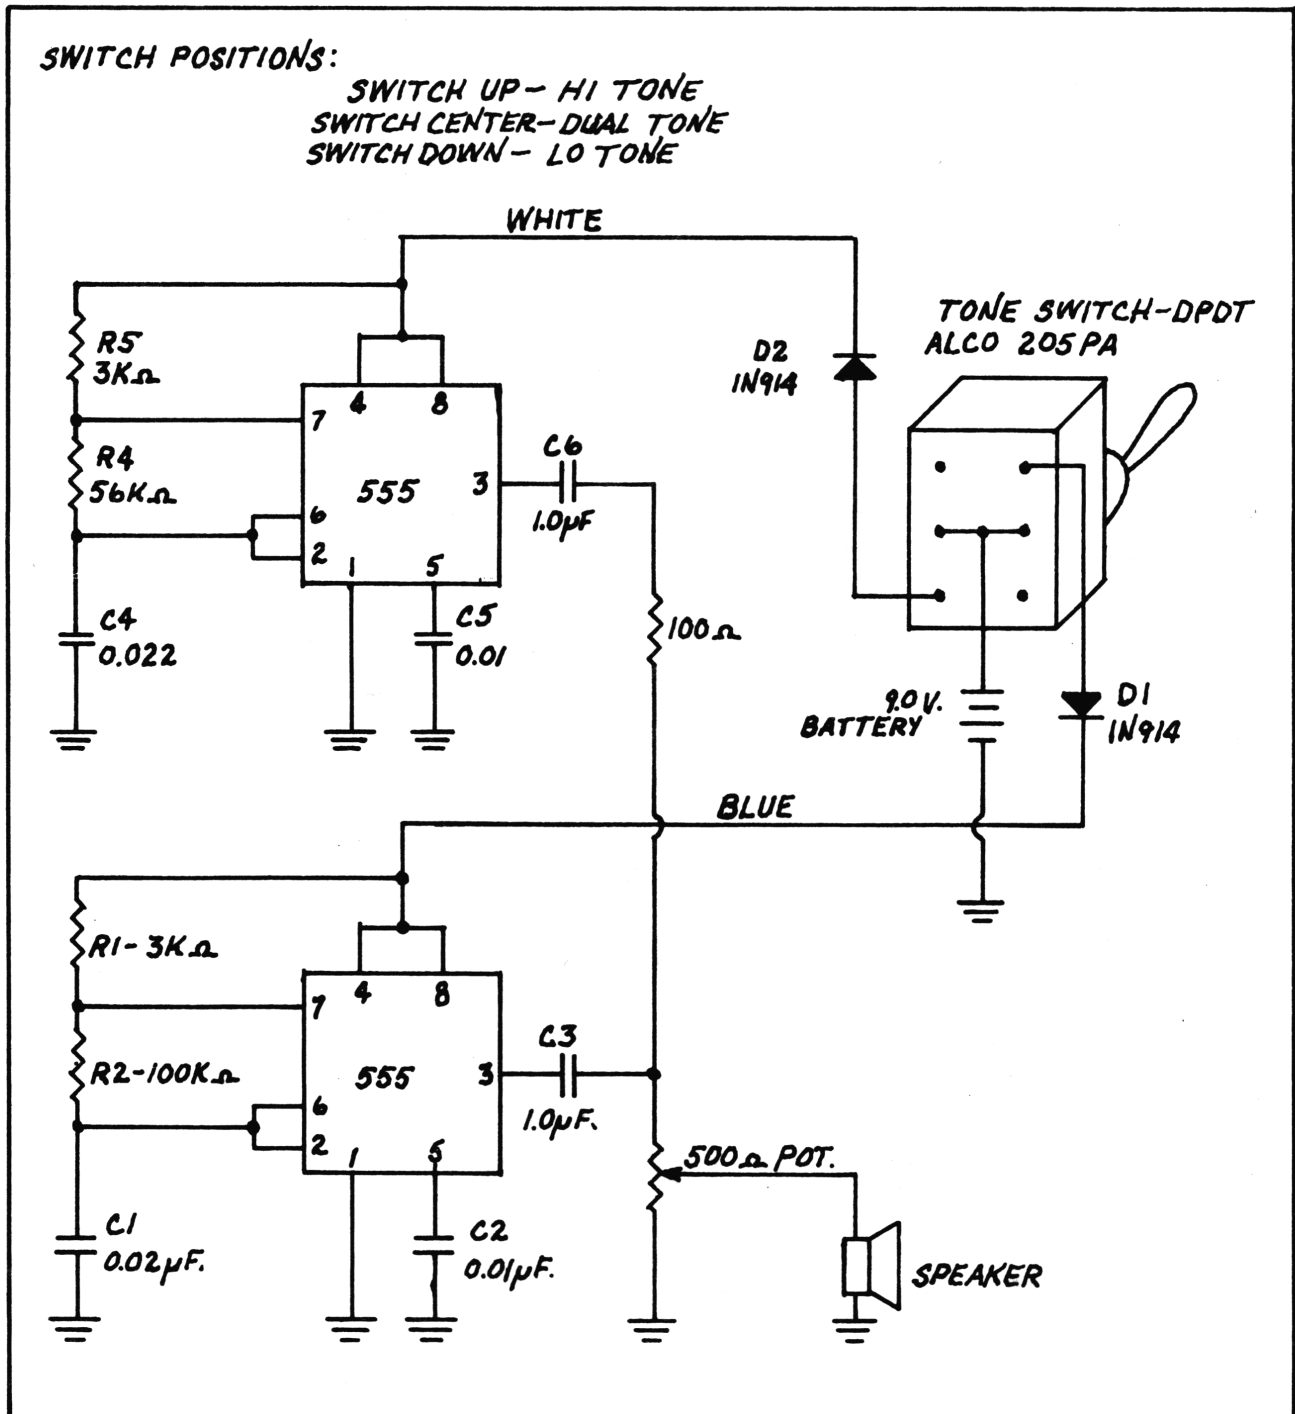 SWITCH POSITIONS:
SWITCH UP - HI TONE
SWITCH CENTER - DUAL TONE
SWITCH DOWN - LO TONE
WHITE
TONE SWITCH-DPDT
ALCO 205PA
D2
1N914
R5
3KΩ
4
8
7
R4
56KΩ
555
3
C6
1.0µF
6
2
1
5
C4
0.022
C5
0.01
100Ω
9.0V.
BATTERY
D1
1N914
BLUE
R1-3KΩ
4
8
7
R2-100KΩ
555
3
C3
1.0µF.
6
2
1
5
500Ω POT.
C1
0.02µF.
C2
0.01µF.
SPEAKER